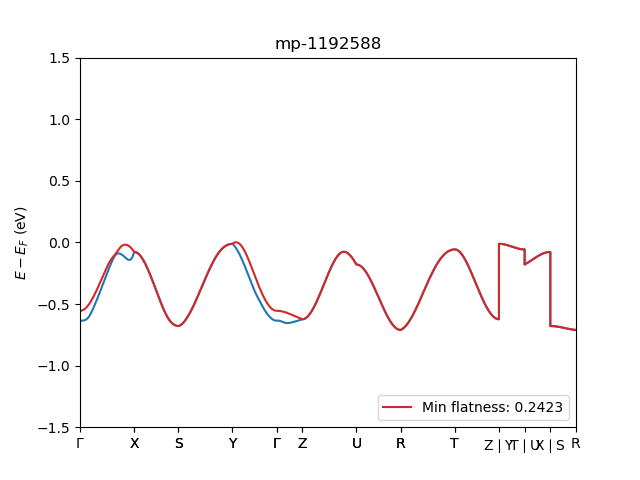 mp-1192588
E − E_F (eV)
1.5
1.0
0.5
0.0
−0.5
−1.0
−1.5
Min flatness: 0.2423
Γ X S Y Γ Z U R T Z | Y T | U X | S R